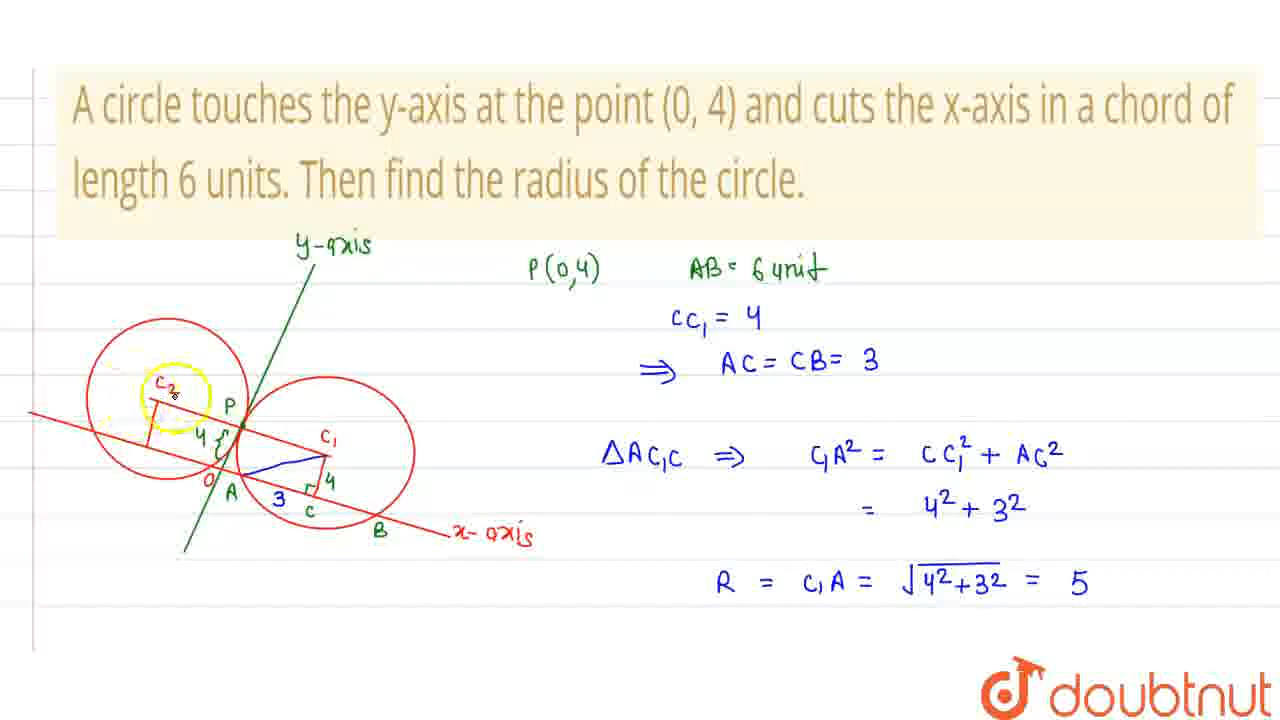 A circle touches the y-axis at the point (0, 4) and cuts the x-axis in a chord of
length 6 units. Then find the radius of the circle.
y-axis
P(0,4) AB = 6 unit
CC₁ = 4
⇒ AC = CB = 3
C₂
P
4
C₁
O
A
3
4
C
B
x-axis
ΔAC₁C ⇒ C₁A² = CC₁² + AC²
= 4² + 3²
R = C₁A = √4²+3² = 5
doubtnut